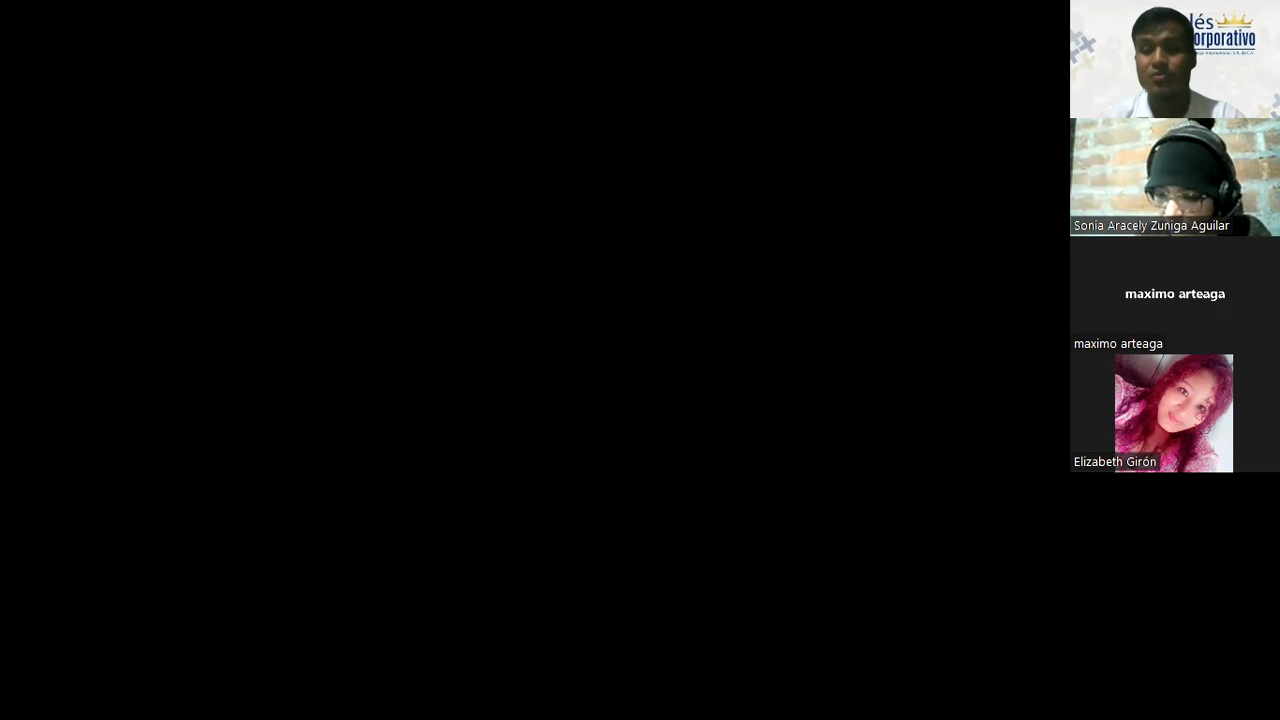 lés
orporativo
Sonia Aracely Zuniga Aguilar
maximo arteaga
maximo arteaga
Elizabeth Girón